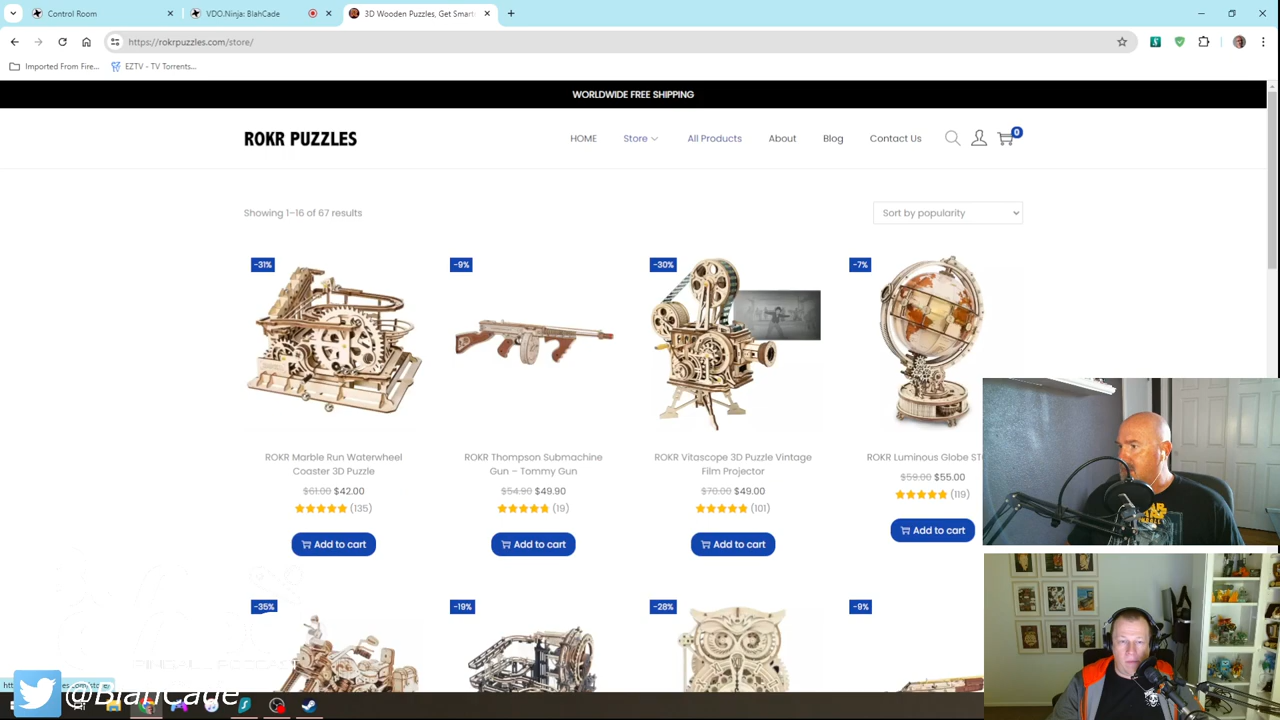 Control Room
VDO.Ninja: BlahCade
3D Wooden Puzzles, Get Smart
https://rokrpuzzles.com/store/
Imported From Fire...
EZTV - TV Torrents...
WORLDWIDE FREE SHIPPING
ROKR PUZZLES
HOME
Store
All Products
About
Blog
Contact Us
0
Showing 1–16 of 67 results
Sort by popularity
-31%
-9%
-30%
-7%
ROKR Marble Run Waterwheel
Coaster 3D Puzzle
$61.00 $42.00
(135)
Add to cart
ROKR Thompson Submachine
Gun – Tommy Gun
$54.90 $49.90
(19)
Add to cart
ROKR Vitascope 3D Puzzle Vintage
Film Projector
$70.00 $49.00
(101)
Add to cart
ROKR Luminous Globe
$59.00 $55.00
(119)
Add to cart
-35%
-19%
-28%
-9%
@BlahCade